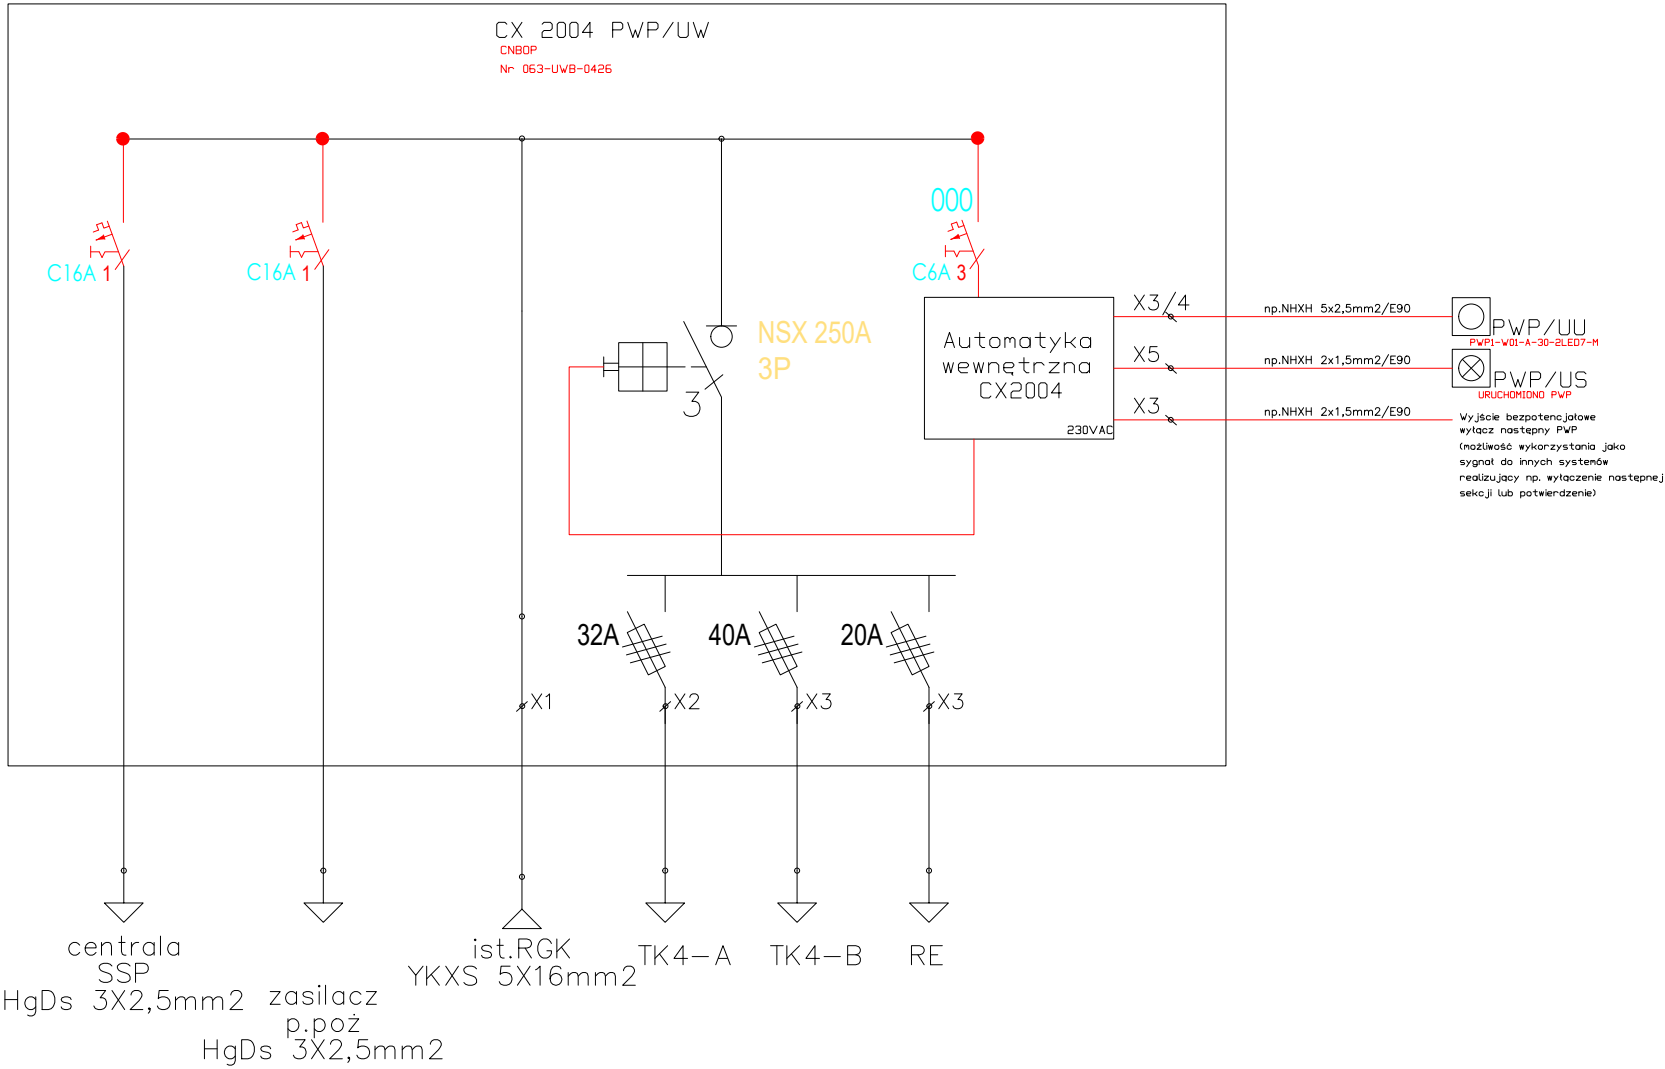 CX 2004 PWP/UW
CNBOP
Nr 063-UWB-0426
000
C16A 1
C16A 1
C6A 3
NSX 250A
3P
3
Automatyka
wewnętrzna
CX2004
230VAC
X3/4
np.NHXH 5x2,5mm2/E90
PWP/UU
PWP1-W01-A-30-2LED7-M
X5
np.NHXH 2x1,5mm2/E90
PWP/US
URUCHOMIONO PWP
X3
np.NHXH 2x1,5mm2/E90
Wyjście bezpotencjałowe
wyłącz następny PWP
(możliwość wykorzystania jako
sygnał do innych systemów
realizujący np. wyłączenie następnej
sekcji lub potwierdzenie)
32A
40A
20A
X1
X2
X3
X3
centrala
SSP
HgDs 3X2,5mm2
zasilacz
p.poż
HgDs 3X2,5mm2
ist.RGK
YKXS 5X16mm2
TK4-A
TK4-B
RE